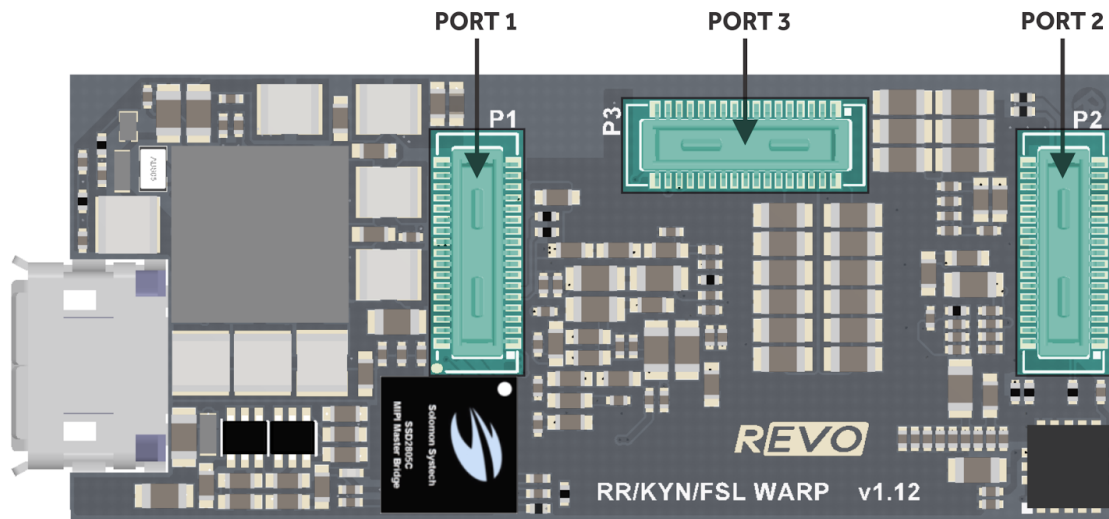 PORT 1
PORT 3
PORT 2
P1
P3
P2
Solomon Systech
SSD2805C
MIPI Master Bridge
REVO
RR/KYN/FSL WARP v1.12